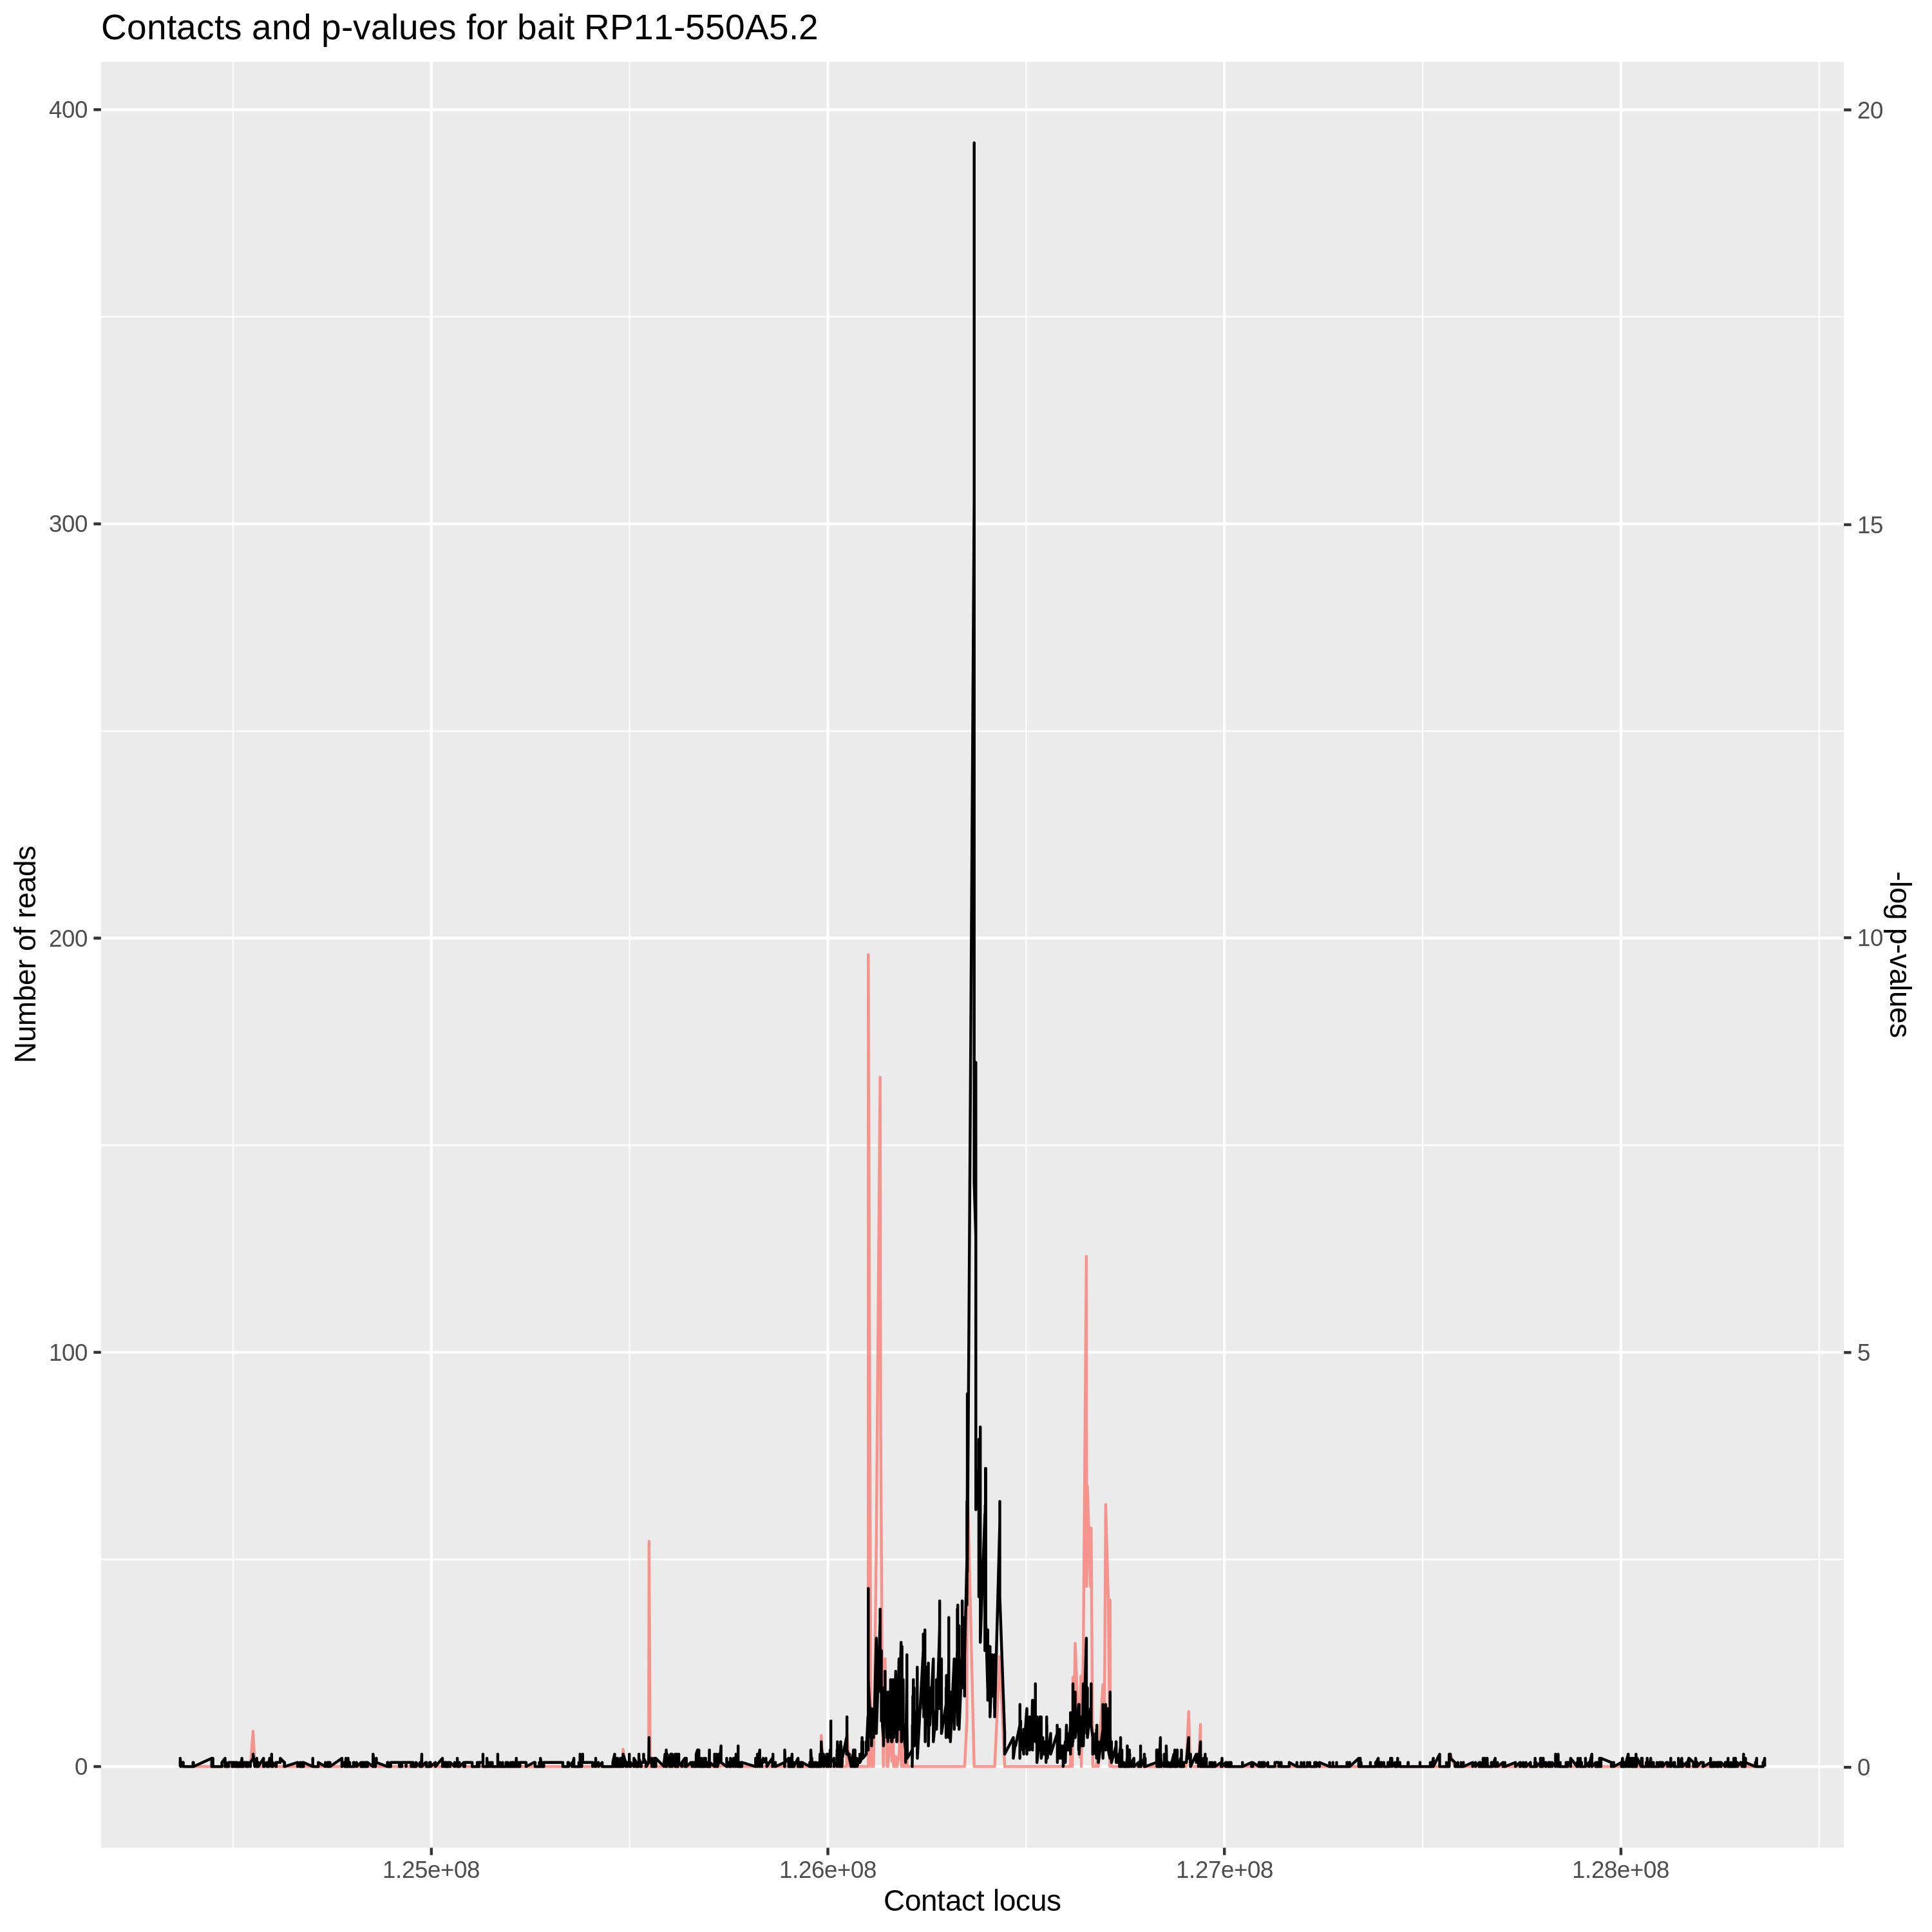 Contacts and p-values for bait RP11-550A5.2
400
300
200
100
0
Number of reads
20
15
10
5
0
-log p-values
1.25e+08
1.26e+08
1.27e+08
1.28e+08
Contact locus